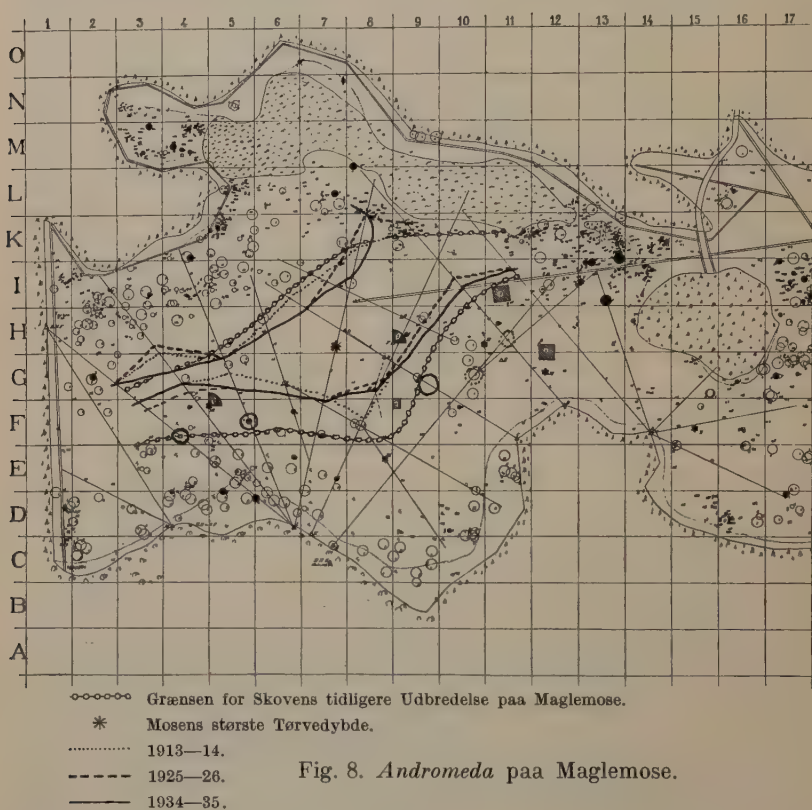 1 2 3 4 5 6 7 8 9 10 11 12 13 14 15 16 17
O
N
M
L
K
I
H
G
F
E
D
C
B
A
Grænsen for Skovens tidligere Udbredelse paa Maglemose.
Mosens største Tørvedybde.
1913—14.
1925—26.
1934—35.
Fig. 8. Andromeda paa Maglemose.